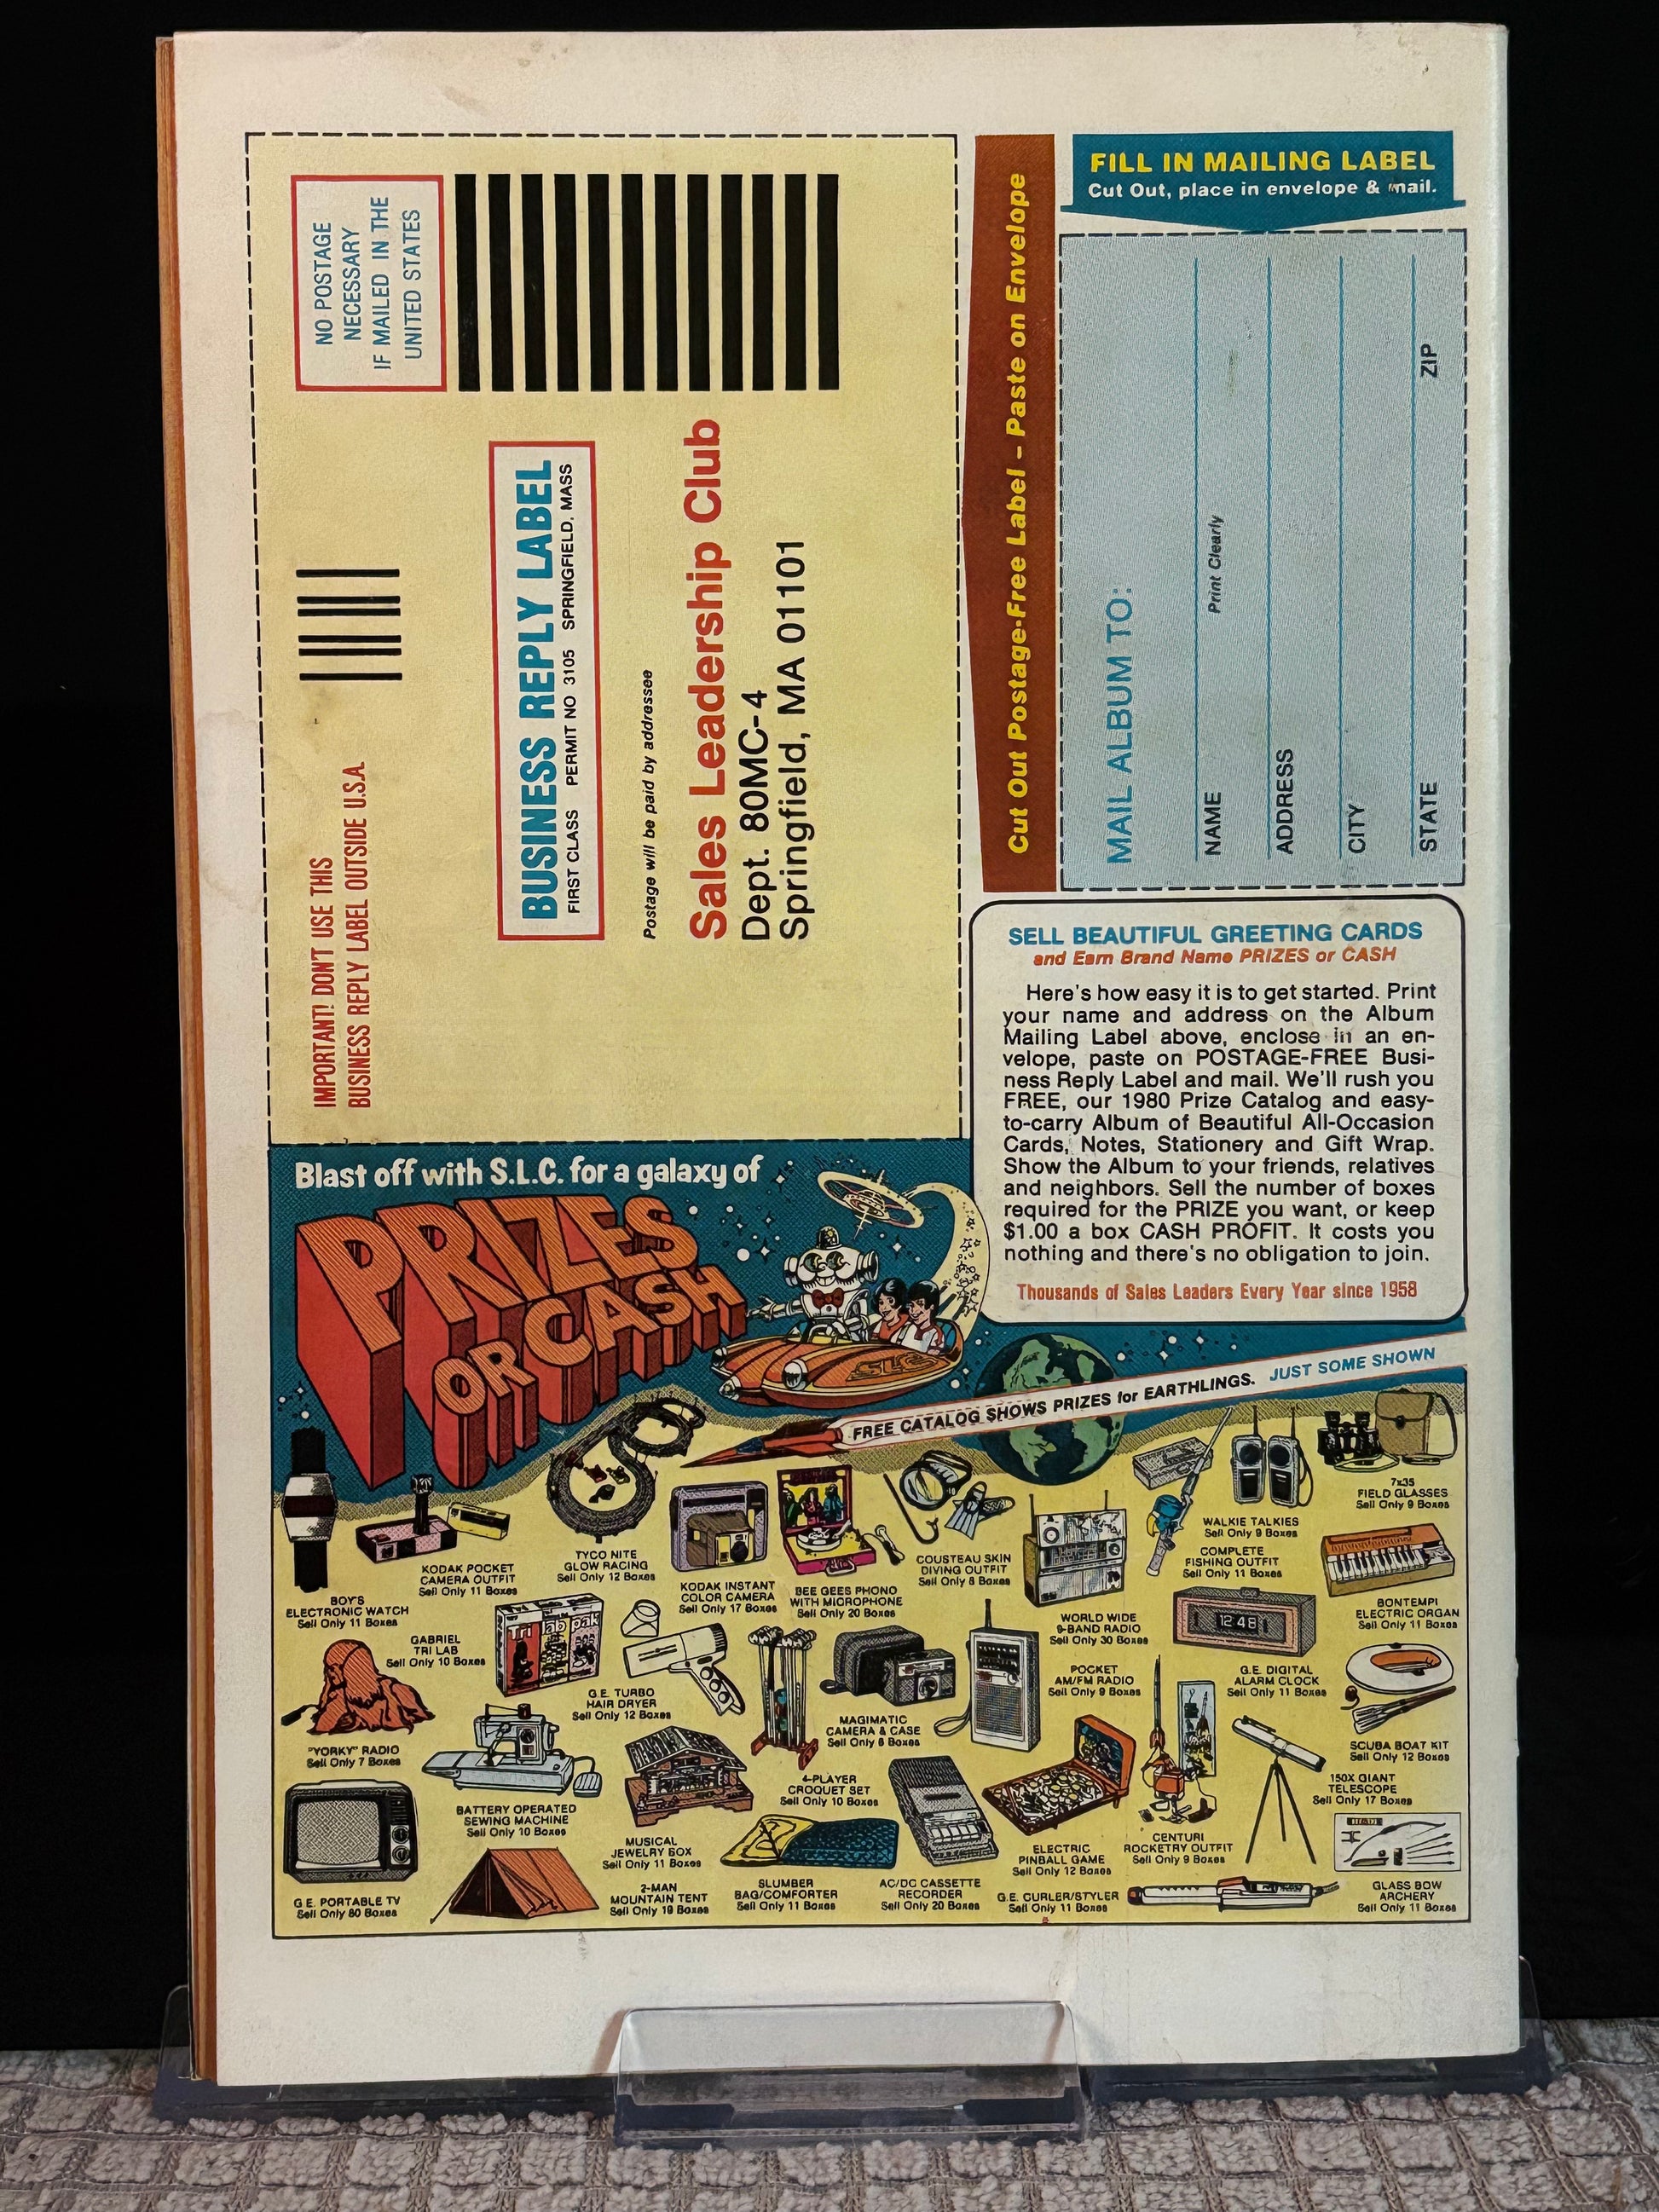 NO POSTAGE
NECESSARY
IF MAILED IN THE
UNITED STATES
IMPORTANT! DON'T USE THIS
BUSINESS REPLY LABEL OUTSIDE U.S.A.
BUSINESS REPLY LABEL
FIRST CLASS PERMIT NO 3105 SPRINGFIELD, MASS
Postage will be paid by addressee
Sales Leadership Club
Dept. 80MC-4
Springfield, MA 01101
Cut Out Postage-Free Label – Paste on Envelope
FILL IN MAILING LABEL
Cut Out, place in envelope & mail.
MAIL ALBUM TO:
NAME
Print Clearly
ADDRESS
CITY
STATE ZIP
SELL BEAUTIFUL GREETING CARDS
and Earn Brand Name PRIZES or CASH
Here's how easy it is to get started. Print
your name and address on the Album
Mailing Label above, enclose in an en-
velope, paste on POSTAGE-FREE Busi-
ness Reply Label and mail. We'll rush you
FREE, our 1980 Prize Catalog and easy-
to-carry Album of Beautiful All-Occasion
Cards, Notes, Stationery and Gift Wrap.
Show the Album to your friends, relatives
and neighbors. Sell the number of boxes
required for the PRIZE you want, or keep
$1.00 a box CASH PROFIT. It costs you
nothing and there's no obligation to join.
Thousands of Sales Leaders Every Year since 1958
Blast off with S.L.C. for a galaxy of
PRIZES
OR CASH
SLC
FREE CATALOG SHOWS PRIZES for EARTHLINGS. JUST SOME SHOWN
BOY'S
ELECTRONIC WATCH
Sell Only 11 Boxes
KODAK POCKET
CAMERA OUTFIT
Sell Only 11 Boxes
TYCO NITE
GLOW RACING
Sell Only 12 Boxes
KODAK INSTANT
COLOR CAMERA
Sell Only 17 Boxes
BEE GEES PHONO
WITH MICROPHONE
Sell Only 20 Boxes
COUSTEAU SKIN
DIVING OUTFIT
Sell Only 8 Boxes
WORLD WIDE
9-BAND RADIO
Sell Only 30 Boxes
WALKIE TALKIES
Sell Only 9 Boxes
COMPLETE
FISHING OUTFIT
Sell Only 11 Boxes
7x35
FIELD GLASSES
Sell Only 9 Boxes
BONTEMPI
ELECTRIC ORGAN
Sell Only 11 Boxes
GABRIEL
TRI LAB
Sell Only 10 Boxes
Tri lab pak
G.E. TURBO
HAIR DRYER
Sell Only 12 Boxes
MAGIMATIC
CAMERA & CASE
Sell Only 8 Boxes
POCKET
AM/FM RADIO
Sell Only 9 Boxes
12 48
G.E. DIGITAL
ALARM CLOCK
Sell Only 11 Boxes
SCUBA BOAT KIT
Sell Only 12 Boxes
"YORKY" RADIO
Sell Only 7 Boxes
BATTERY OPERATED
SEWING MACHINE
Sell Only 10 Boxes
MUSICAL
JEWELRY BOX
Sell Only 11 Boxes
4-PLAYER
CROQUET SET
Sell Only 10 Boxes
ELECTRIC
PINBALL GAME
Sell Only 12 Boxes
CENTURI
ROCKETRY OUTFIT
Sell Only 9 Boxes
150X GIANT
TELESCOPE
Sell Only 17 Boxes
G.E. PORTABLE TV
Sell Only 80 Boxes
2-MAN
MOUNTAIN TENT
Sell Only 19 Boxes
SLUMBER
BAG/COMFORTER
Sell Only 11 Boxes
AC/DC CASSETTE
RECORDER
Sell Only 20 Boxes
G.E. CURLER/STYLER
Sell Only 11 Boxes
GLASS BOW
ARCHERY
Sell Only 11 Boxes